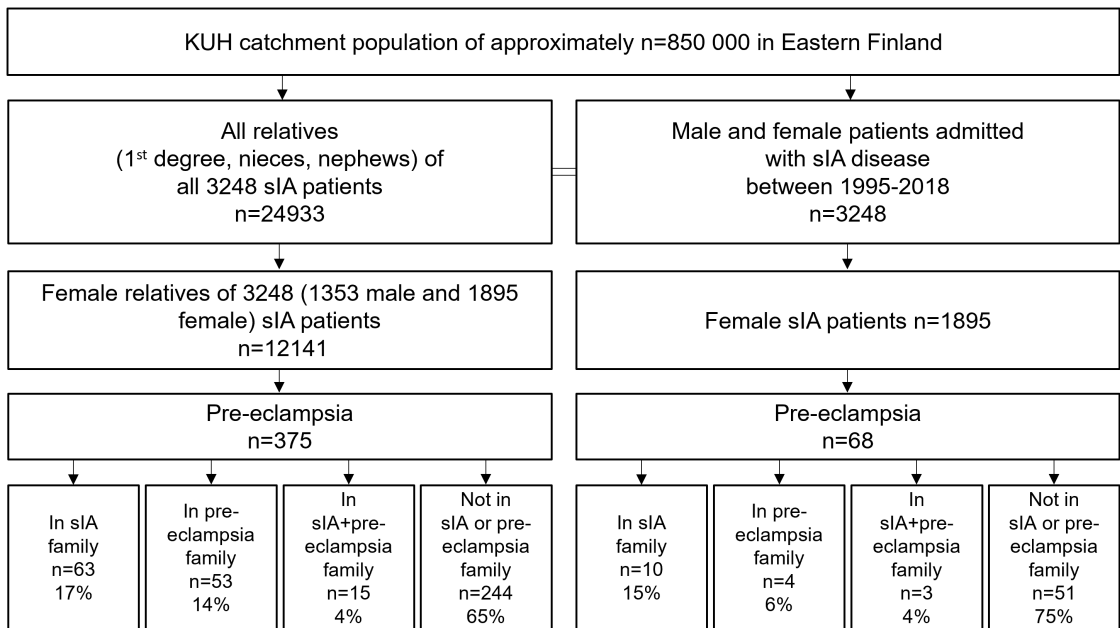 KUH catchment population of approximately n=850 000 in Eastern Finland
All relatives
(1st degree, nieces, nephews) of
all 3248 sIA patients
n=24933
Male and female patients admitted
with sIA disease
between 1995-2018
n=3248
Female relatives of 3248 (1353 male and 1895
female) sIA patients
n=12141
Female sIA patients n=1895
Pre-eclampsia
n=375
Pre-eclampsia
n=68
In sIA
family
n=63
17%
In pre-
eclampsia
family
n=53
14%
In
sIA+pre-
eclampsia
family
n=15
4%
Not in
sIA or pre-
eclampsia
family
n=244
65%
In sIA
family
n=10
15%
In pre-
eclampsia
family
n=4
6%
In
sIA+pre-
eclampsia
family
n=3
4%
Not in
sIA or pre-
eclampsia
family
n=51
75%